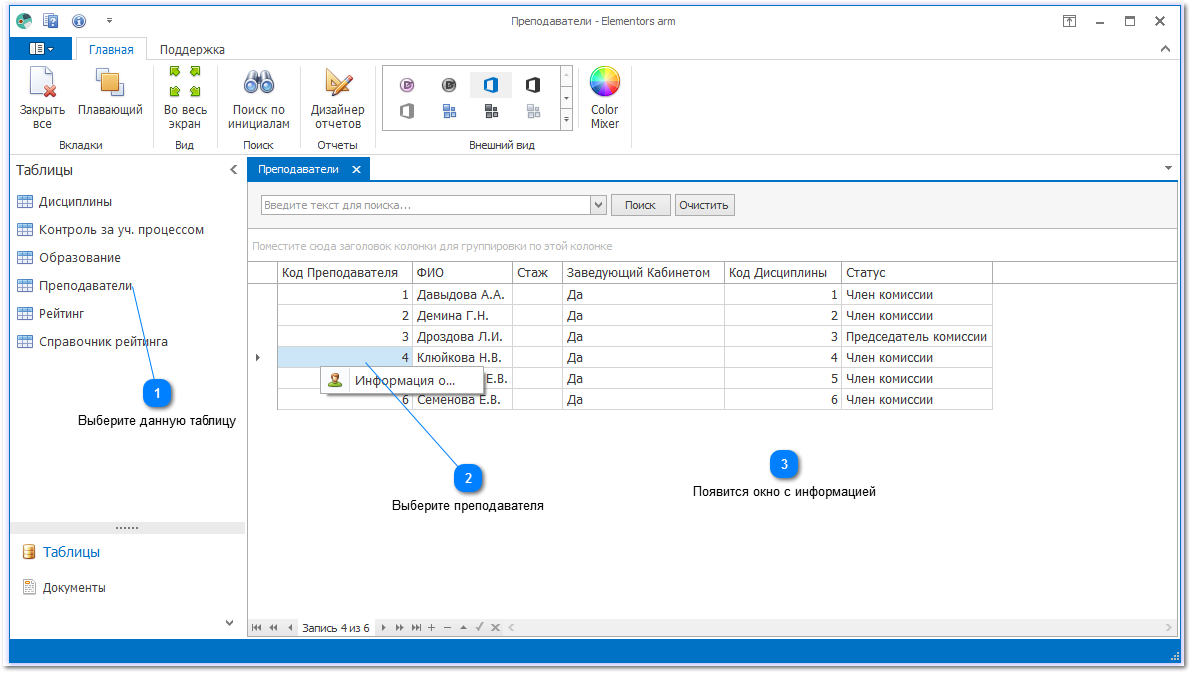 Преподаватели - Elementors arm
Главная Поддержка
Закрыть все
Плавающий
Во весь экран
Поиск по инициалам
Дизайнер отчетов
Color Mixer
Вкладки Вид Поиск Отчеты Внешний вид
Таблицы
Дисциплины
Контроль за уч. процессом
Образование
Преподаватели
Рейтинг
Справочник рейтинга
1
Выберите данную таблицу
Таблицы
Документы
Преподаватели
Введите текст для поиска... Поиск Очистить
Поместите сюда заголовок колонки для группировки по этой колонке
Код Преподавателя ФИО Стаж Заведующий Кабинетом Код Дисциплины Статус
1 Давыдова А.А. Да 1 Член комиссии
2 Демина Г.Н. Да 2 Член комиссии
3 Дроздова Л.И. Да 3 Председатель комиссии
4 Клюйкова Н.В. Да 4 Член комиссии
Е.В. Да 5 Член комиссии
6 Семенова Е.В. Да 6 Член комиссии
Информация о...
2
Выберите преподавателя
3
Появится окно с информацией
Запись 4 из 6